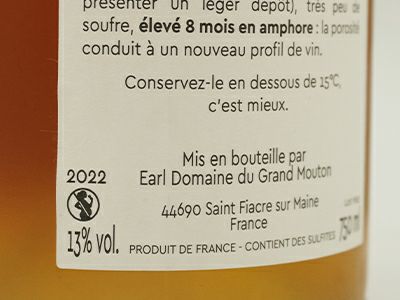 présenter un léger dépôt), très peu de
soufre, élevé 8 mois en amphore : la porosité
conduit à un nouveau profil de vin.
Conservez-le en dessous de 15°C,
c'est mieux.
2022
Mis en bouteille par
Earl Domaine du Grand Mouton
44690 Saint Fiacre sur Maine
France
13% vol.
750 ml
PRODUIT DE FRANCE - CONTIENT DES SULFITES